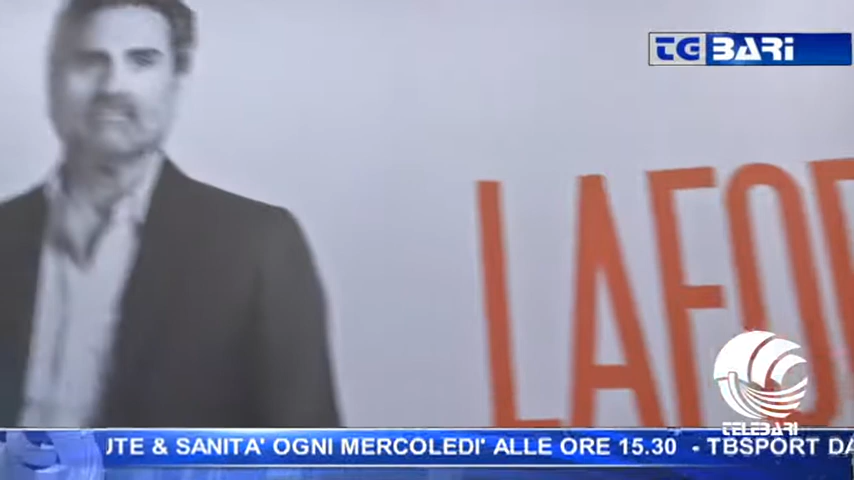 TG BARI
LAFO
TELEBARI
UTE & SANITA' OGNI MERCOLEDI' ALLE ORE 15.30 - TBSPORT DA